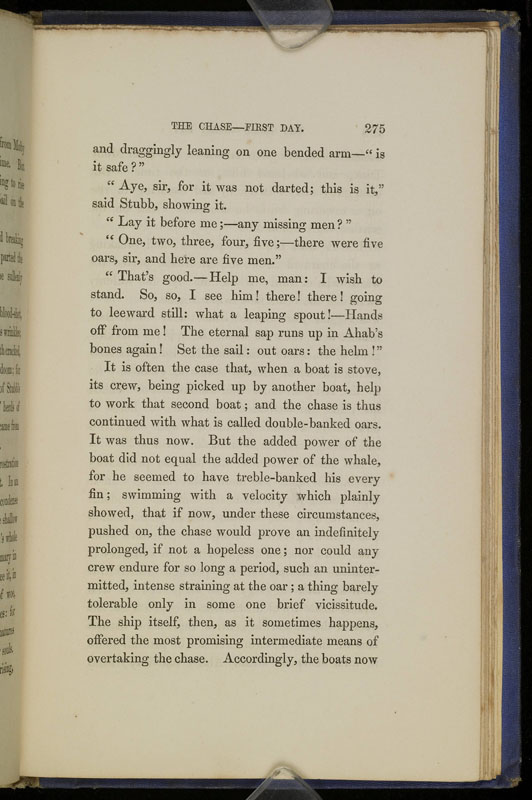 THE CHASE—FIRST DAY. 275
and draggingly leaning on one bended arm—“ is
it safe ? ”
“ Aye, sir, for it was not darted; this is it,”
said Stubb, showing it.
“ Lay it before me ;—any missing men ? ”
“ One, two, three, four, five ;—there were five
oars, sir, and here are five men.”
“ That's good.—Help me, man : I wish to
stand. So, so, I see him ! there ! there ! going
to leeward still : what a leaping spout !—Hands
off from me ! The eternal sap runs up in Ahab's
bones again ! Set the sail : out oars : the helm !”
It is often the case that, when a boat is stove,
its crew, being picked up by another boat, help
to work that second boat ; and the chase is thus
continued with what is called double-banked oars.
It was thus now. But the added power of the
boat did not equal the added power of the whale,
for he seemed to have treble-banked his every
fin ; swimming with a velocity which plainly
showed, that if now, under these circumstances,
pushed on, the chase would prove an indefinitely
prolonged, if not a hopeless one ; nor could any
crew endure for so long a period, such an uninter-
mitted, intense straining at the oar ; a thing barely
tolerable only in some one brief vicissitude.
The ship itself, then, as it sometimes happens,
offered the most promising intermediate means of
overtaking the chase. Accordingly, the boats now